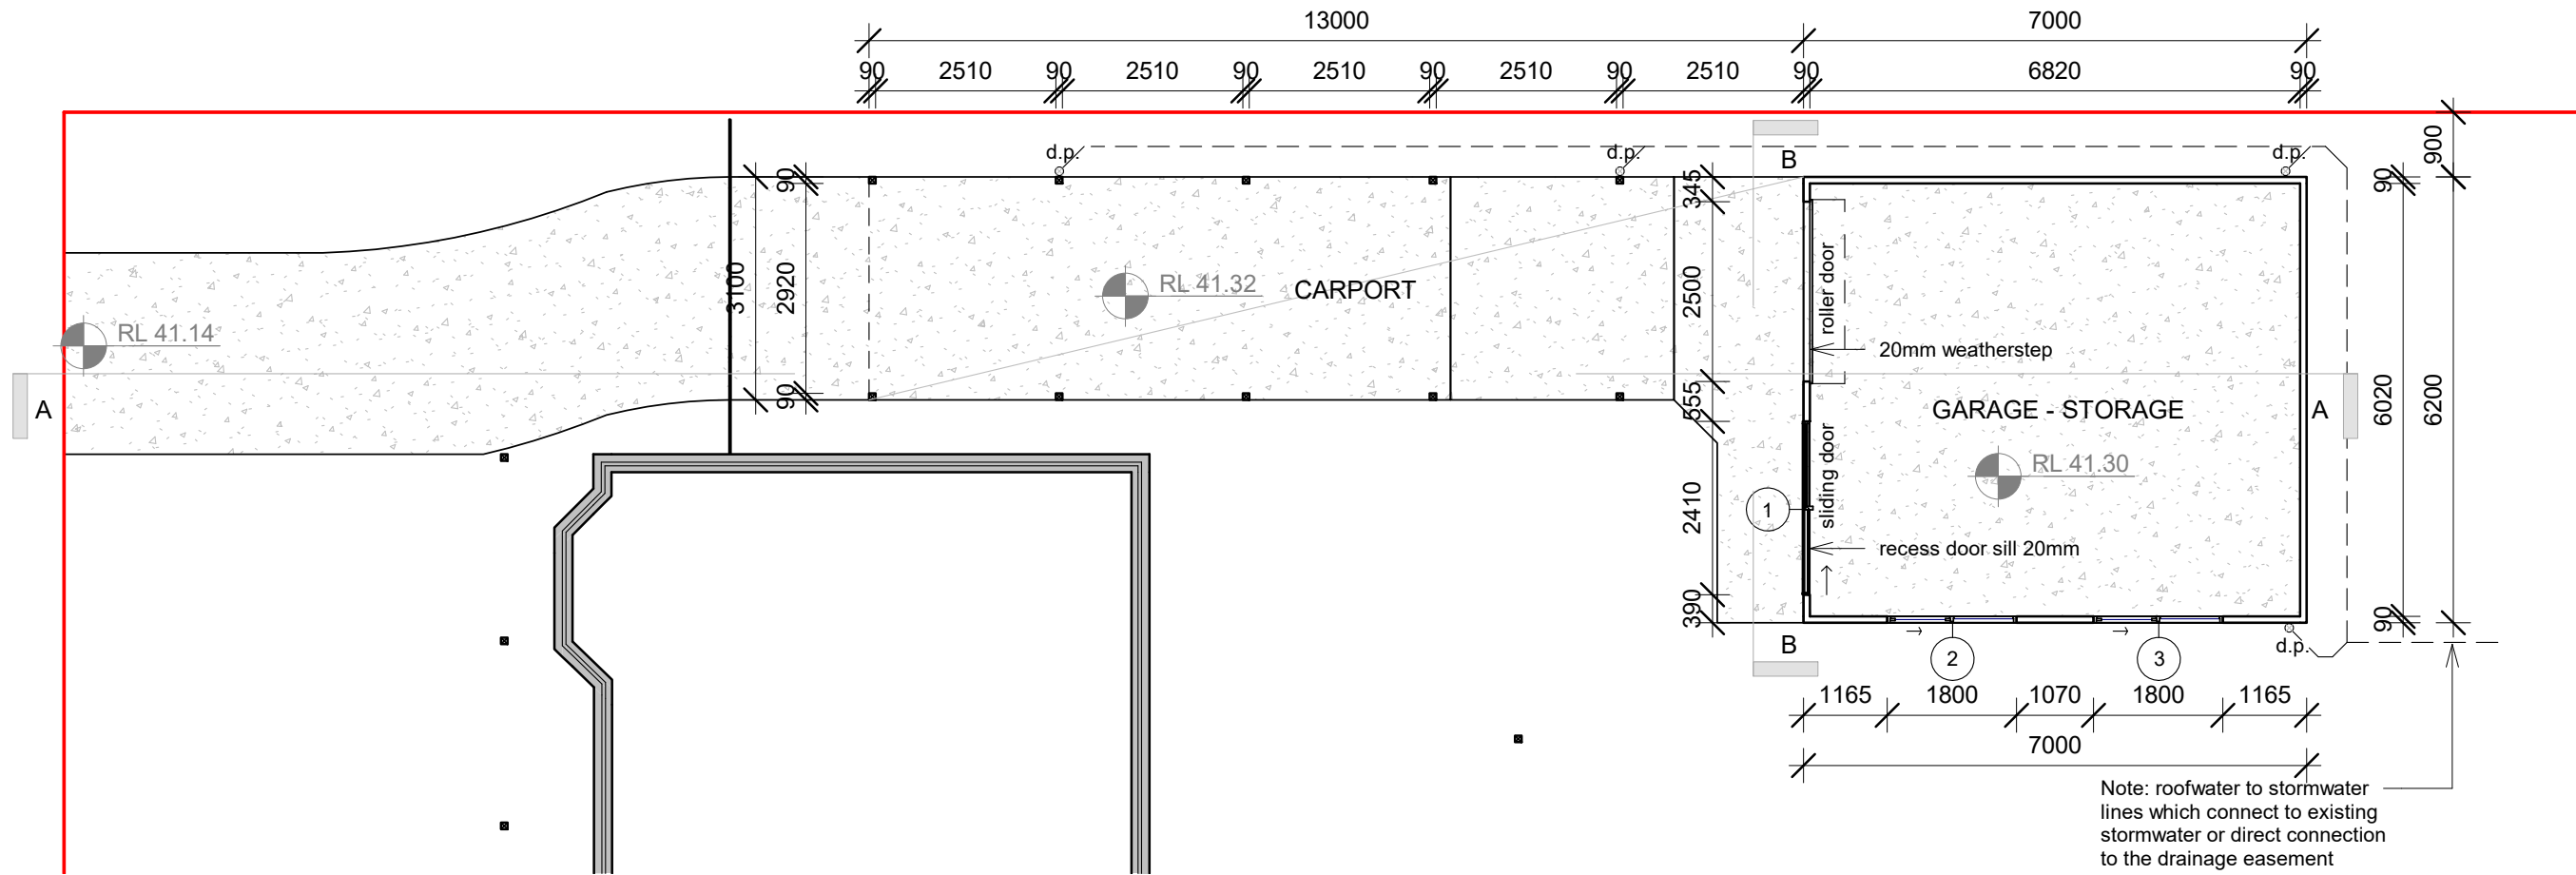 13000
7000
90
2510
90
2510
90
2510
90
2510
90
2510
90
6820
90
900
d.p.
d.p.
d.p.
B
90
90
345
3100
2920
2500
roller door
RL 41.32
CARPORT
RL 41.14
20mm weatherstep
A
90
555
GARAGE - STORAGE
A
6020
6200
RL 41.30
sliding door
2410
1
recess door sill 20mm
390
90
B
2
3
d.p.
1165
1800
1070
1800
1165
7000
Note: roofwater to stormwater
lines which connect to existing
stormwater or direct connection
to the drainage easement